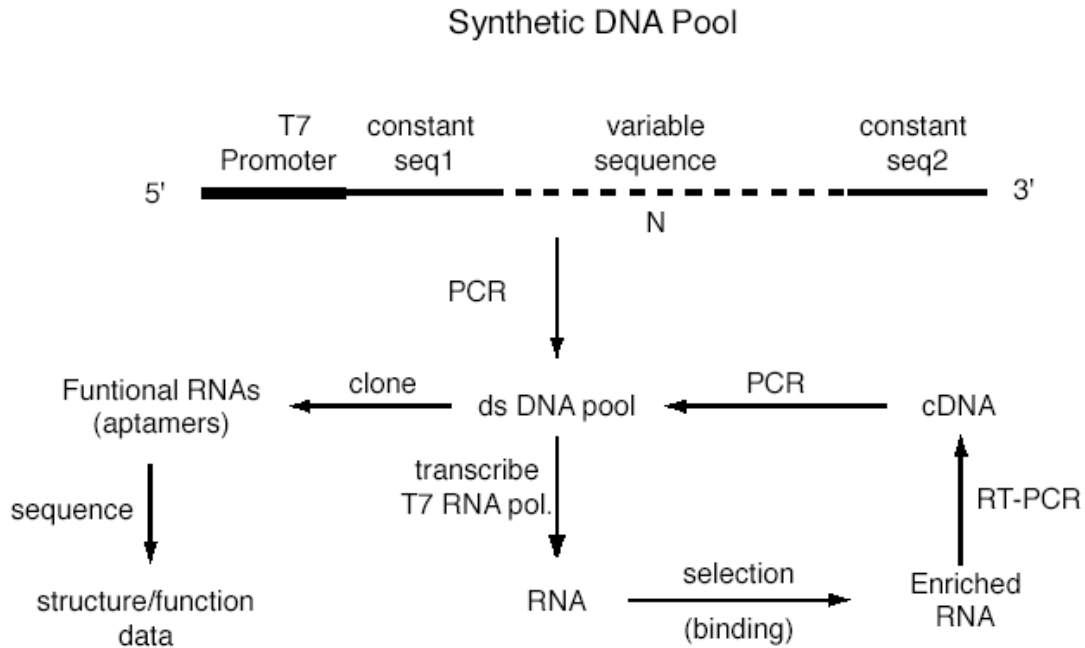 Synthetic DNA Pool
T7
Promoter
constant
seq1
variable
sequence
constant
seq2
5'
3'
N
PCR
Funtional RNAs
(aptamers)
clone
ds DNA pool
PCR
cDNA
transcribe
T7 RNA pol.
sequence
RT-PCR
structure/function
data
RNA
selection
(binding)
Enriched
RNA